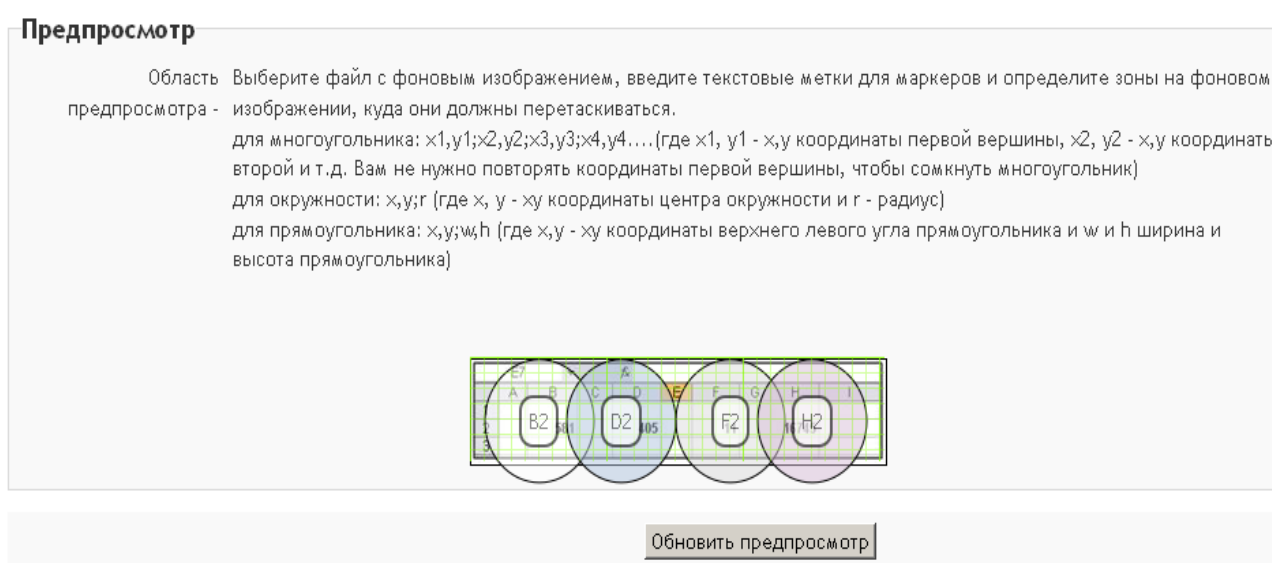 Предпросмотр
Область Выберите файл с фоновым изображением, введите текстовые метки для маркеров и определите зоны на фоновом
предпросмотра - изображении, куда они должны перетаскиваться.
для многоугольника: x1,y1;x2,y2;x3,y3;x4,y4....(где x1, y1 - x,y координаты первой вершины, x2, y2 - x,y координаты
второй и т.д. Вам не нужно повторять координаты первой вершины, чтобы сомкнуть многоугольник)
для окружности: x,y;r (где x, y - xy координаты центра окружности и r - радиус)
для прямоугольника: x,y;w,h (где x,y - xy координаты верхнего левого угла прямоугольника и w и h ширина и
высота прямоугольника)
E7 fx
A B C D E F G H I
B2 D2 F2 H2
2
3
Обновить предпросмотр